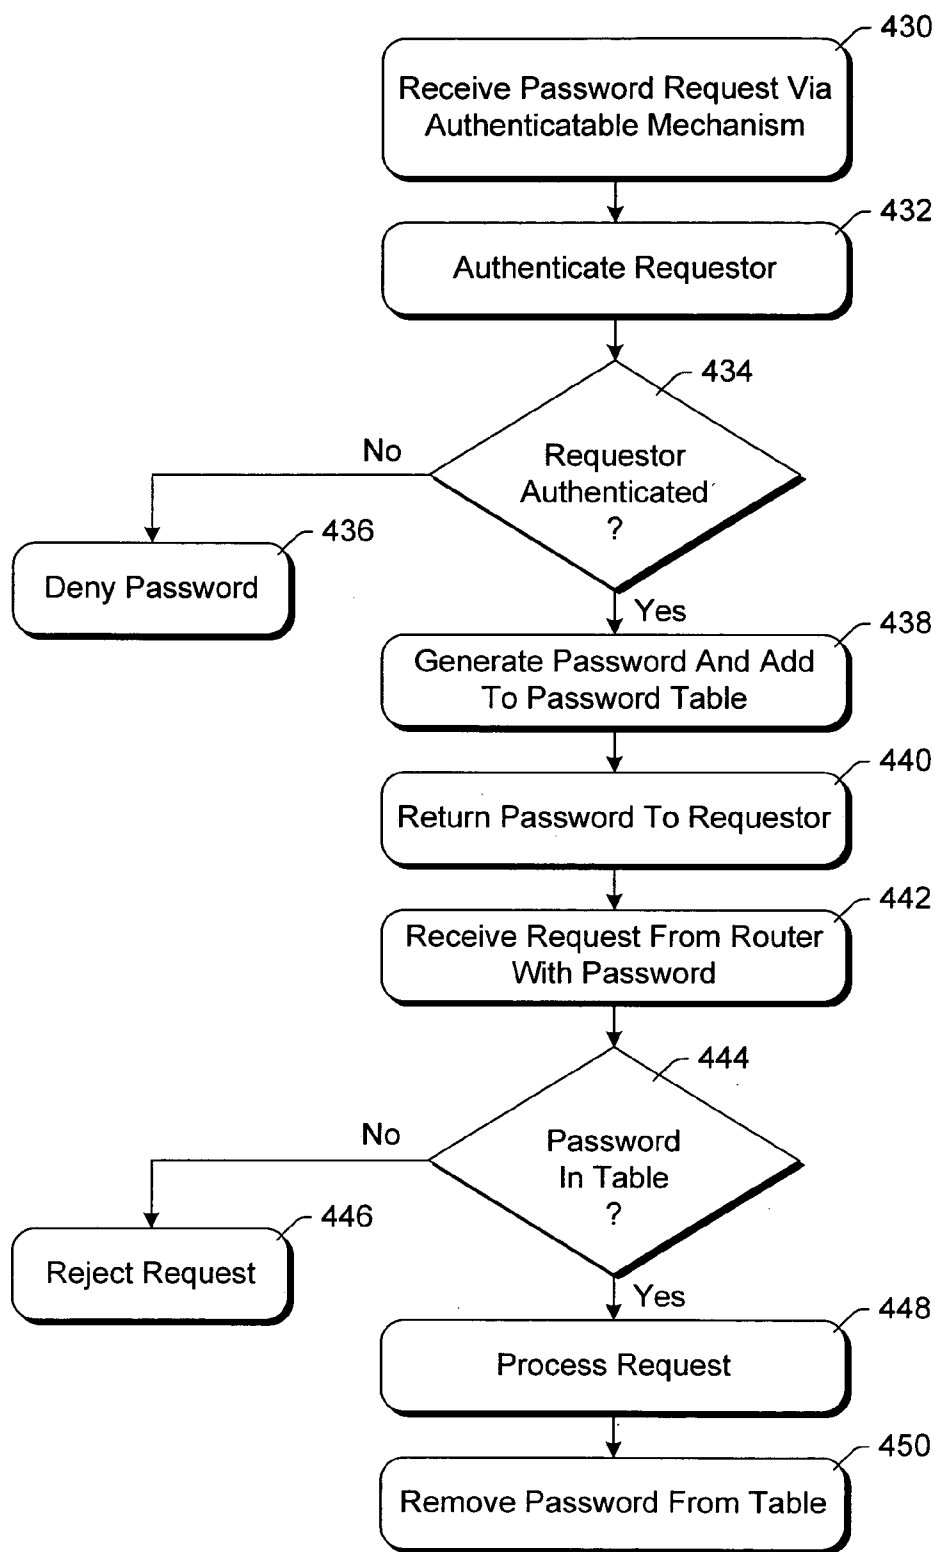 430
Receive Password Request Via
Authenticatable Mechanism
432
Authenticate Requestor
434
No
Requestor
Authenticated
?
436
Deny Password
Yes
438
Generate Password And Add
To Password Table
440
Return Password To Requestor
442
Receive Request From Router
With Password
444
No
Password
In Table
?
446
Reject Request
Yes
448
Process Request
450
Remove Password From Table